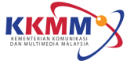 KKMM
KEMENTERIAN KOMUNIKASI
DAN MULTIMEDIA MALAYSIA